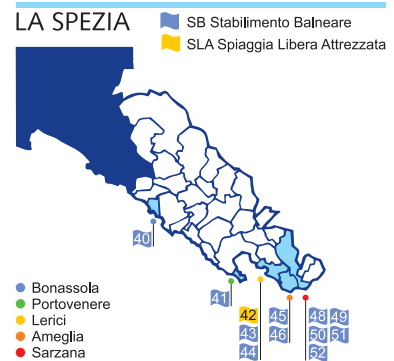 LA SPEZIA
SB Stabilimento Balneare
SLA Spiaggia Libera Attrezzata
40
41
42 45 48 49
43 46 50 51
44 52
Bonassola
Portovenere
Lerici
Ameglia
Sarzana